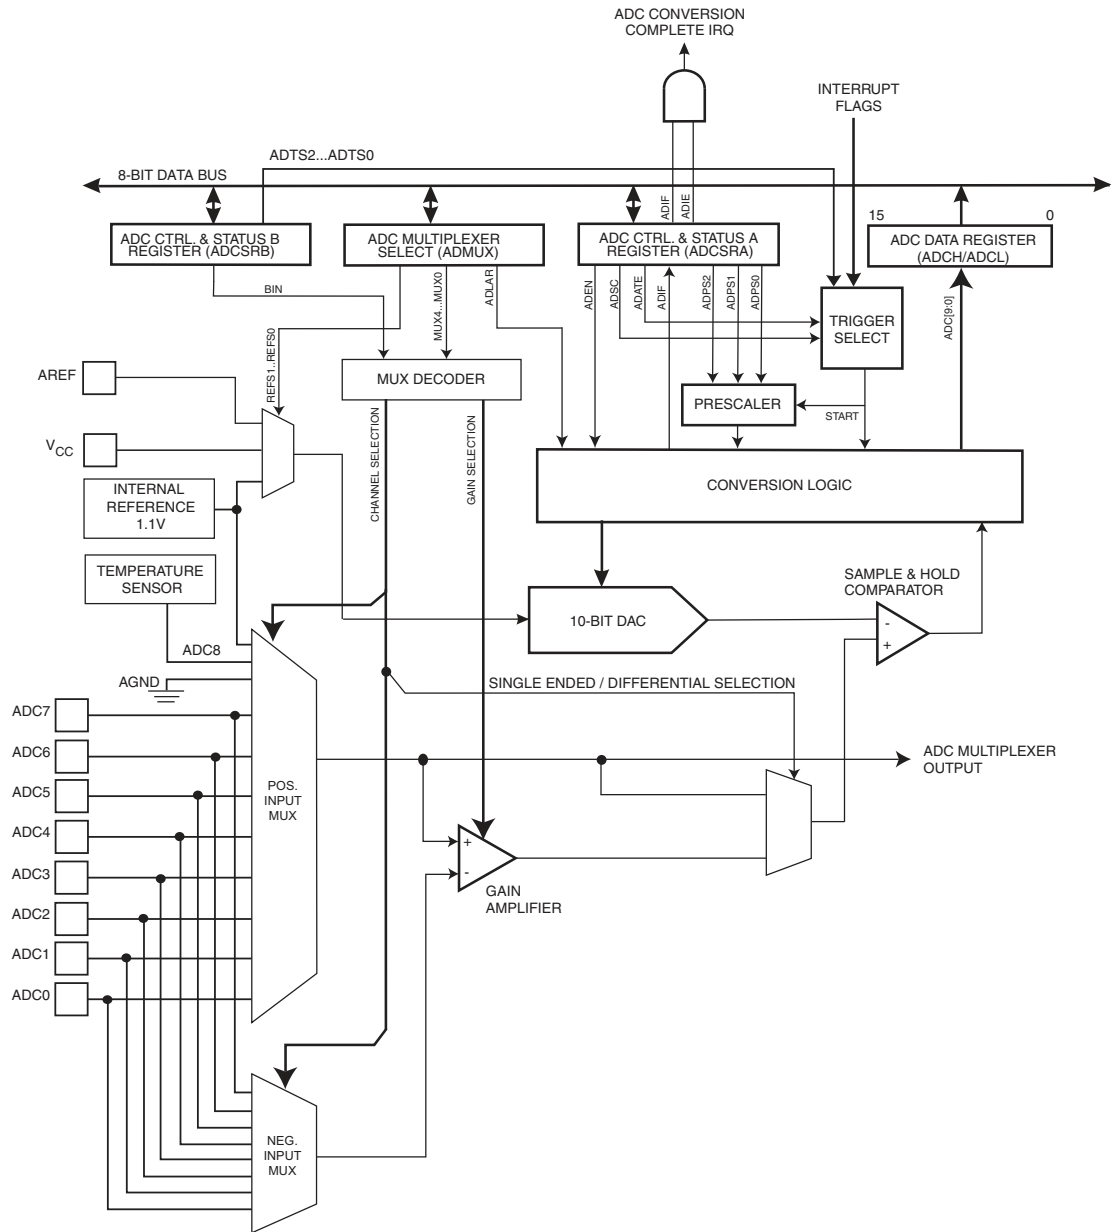 ADC CONVERSION
COMPLETE IRQ
INTERRUPT
FLAGS
ADTS2...ADTS0
8-BIT DATA BUS
ADIF
ADIE
15
0
ADC CTRL. & STATUS B
REGISTER (ADCSRB)
ADC MULTIPLEXER
SELECT (ADMUX)
ADC CTRL. & STATUS A
REGISTER (ADCSRA)
ADC DATA REGISTER
(ADCH/ADCL)
BIN
REFS1..REFS0
MUX4...MUX0
ADLAR
ADEN
ADSC
ADATE
ADIF
ADPS2
ADPS1
ADPS0
TRIGGER
SELECT
ADC[9:0]
AREF
MUX DECODER
PRESCALER
START
VCC
CHANNEL SELECTION
GAIN SELECTION
INTERNAL
REFERENCE
1.1V
CONVERSION LOGIC
TEMPERATURE
SENSOR
10-BIT DAC
SAMPLE & HOLD
COMPARATOR
-
+
ADC8
AGND
SINGLE ENDED / DIFFERENTIAL SELECTION
ADC7
ADC6
ADC5
ADC4
ADC3
ADC2
ADC1
ADC0
POS.
INPUT
MUX
ADC MULTIPLEXER
OUTPUT
+
-
GAIN
AMPLIFIER
NEG.
INPUT
MUX